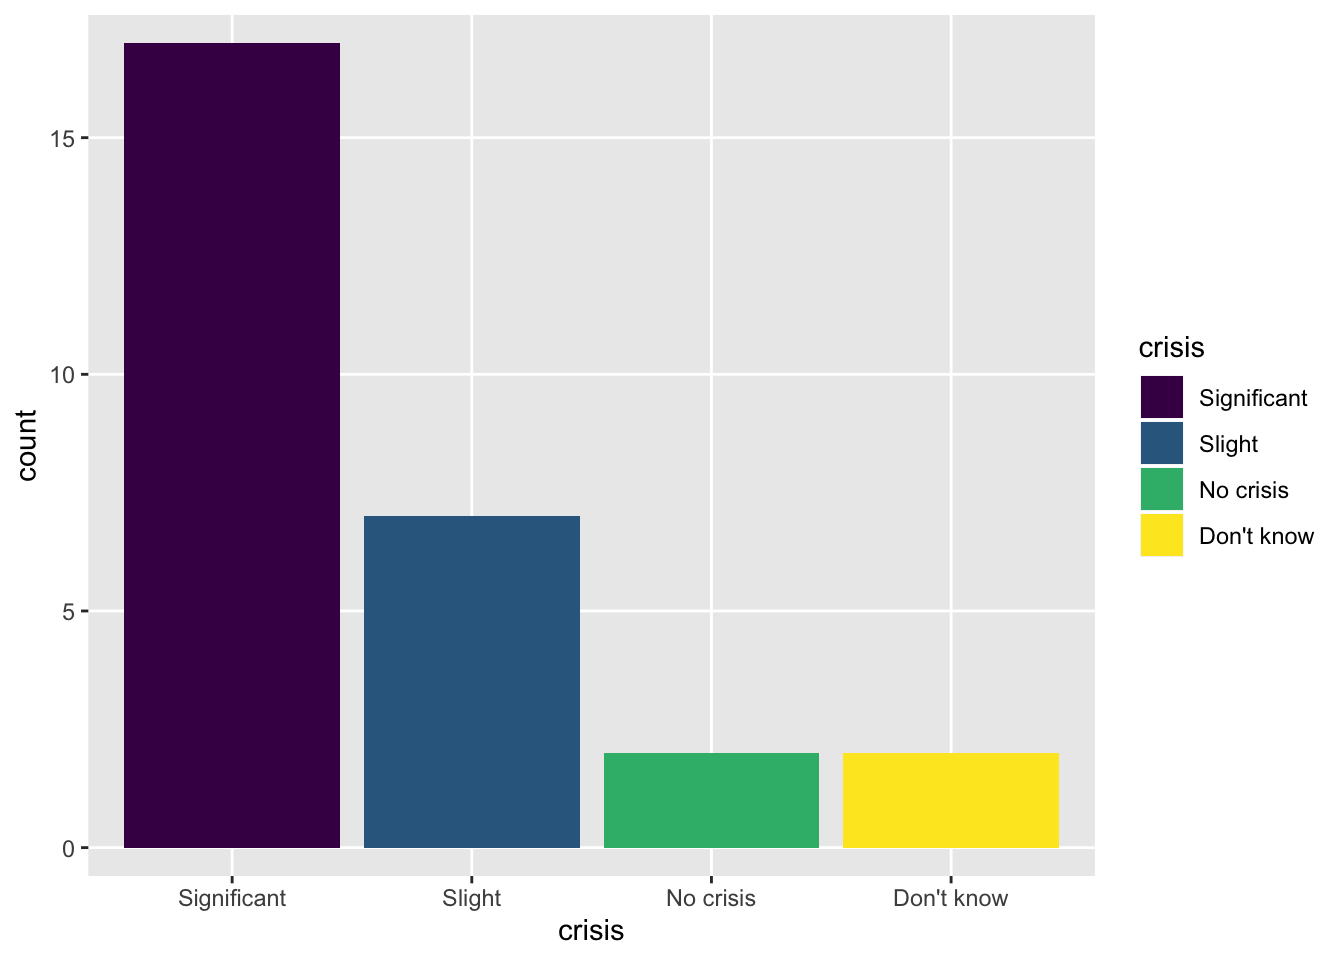 count
15
10
5
0
Significant
Slight
No crisis
Don't know
crisis
crisis
Significant
Slight
No crisis
Don't know